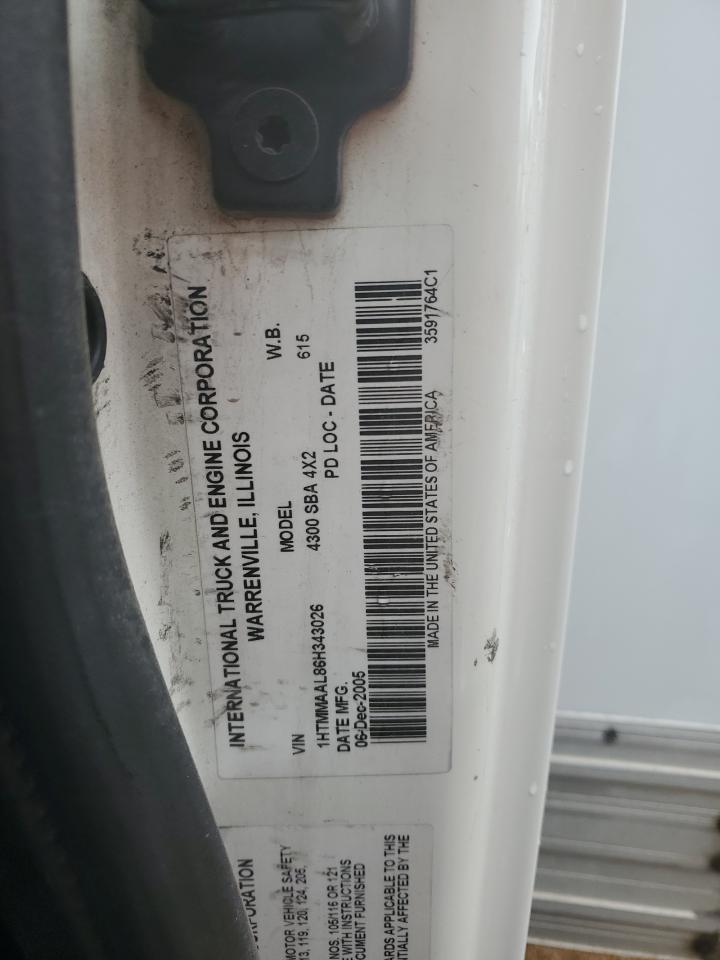 INTERNATIONAL TRUCK AND ENGINE CORPORATION
WARRENVILLE, ILLINOIS
VIN MODEL W.B.
1HTMMAAL86H343026 4300 SBA 4X2 615
DATE MFG. PD LOC - DATE
06-Dec-2005
MADE IN THE UNITED STATES OF AMERICA 3591764C1
CORPORATION
MOTOR VEHICLE SAFETY
13, 119, 120, 124, 206,
NOS. 105/116 OR 121
E WITH INSTRUCTIONS
CUMENT FURNISHED
ARDS APPLICABLE TO THIS
NTIALLY AFFECTED BY THE